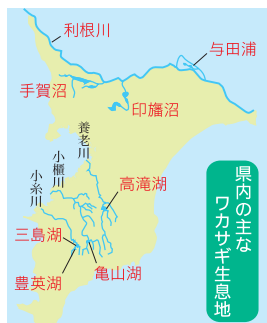 利根川
与田浦
手賀沼
印旛沼
養老川
小櫃川
小糸川
高滝湖
三島湖
豊英湖
亀山湖
県内の主な
ワカサギ生息地